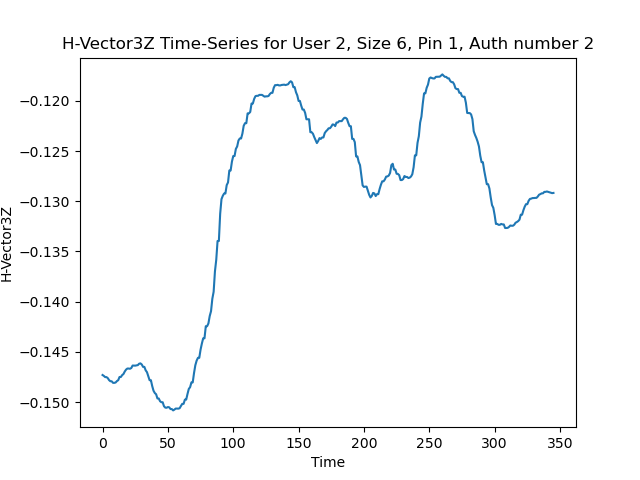 H-Vector3Z Time-Series for User 2, Size 6, Pin 1, Auth number 2
H-Vector3Z
−0.120
−0.125
−0.130
−0.135
−0.140
−0.145
−0.150
0 50 100 150 200 250 300 350
Time